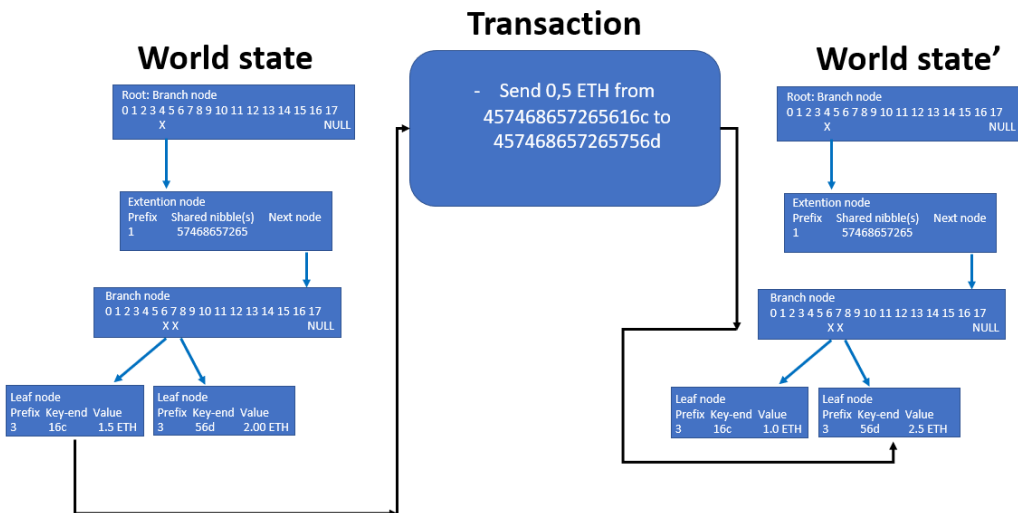 World state
Root: Branch node
0 1 2 3 4 5 6 7 8 9 10 11 12 13 14 15 16 17
X NULL
Extention node
Prefix Shared nibble(s) Next node
1 57468657265
Branch node
0 1 2 3 4 5 6 7 8 9 10 11 12 13 14 15 16 17
X X NULL
Leaf node
Prefix Key-end Value
3 16c 1.5 ETH
Leaf node
Prefix Key-end Value
3 56d 2.00 ETH
Transaction
- Send 0,5 ETH from
457468657265616c to
457468657265756d
World state’
Root: Branch node
0 1 2 3 4 5 6 7 8 9 10 11 12 13 14 15 16 17
X NULL
Extention node
Prefix Shared nibble(s) Next node
1 57468657265
Branch node
0 1 2 3 4 5 6 7 8 9 10 11 12 13 14 15 16 17
X X NULL
Leaf node
Prefix Key-end Value
3 16c 1.0 ETH
Leaf node
Prefix Key-end Value
3 56d 2.5 ETH